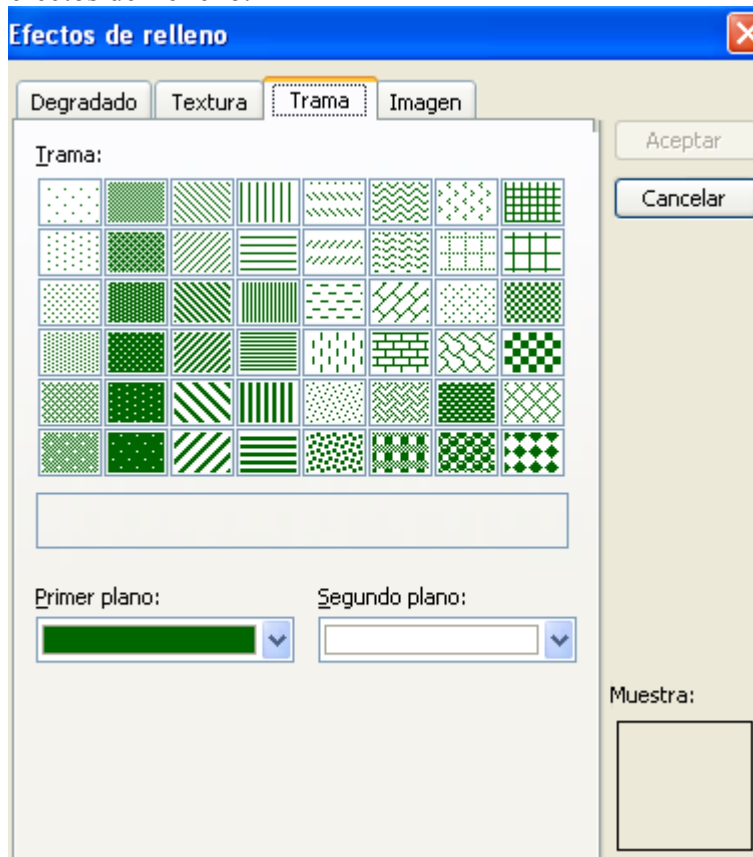 Efectos de relleno
Degradado Textura Trama Imagen
Aceptar
Trama:
Cancelar
Primer plano: Segundo plano:
Muestra: